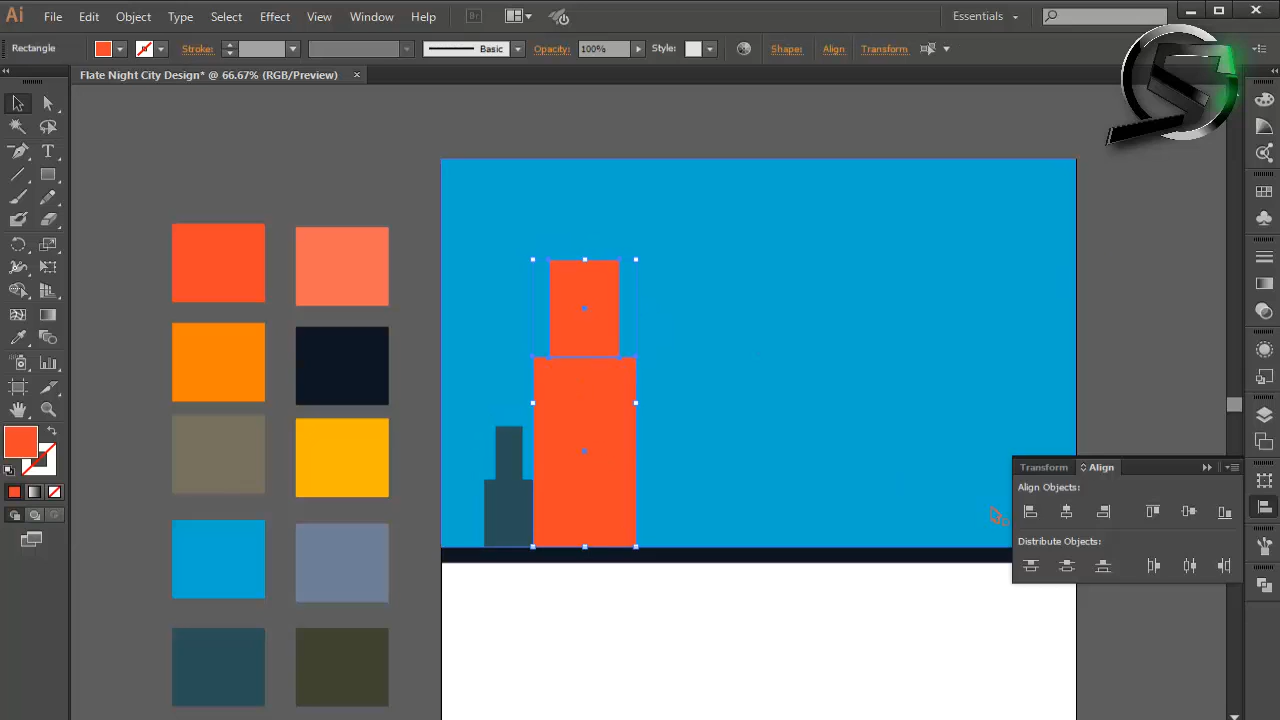 Ai File Edit Object Type Select Effect View Window Help Br Essentials
Rectangle Stroke: Basic Opacity: 100% Style: Shape: Align Transform
Flate Night City Design* @ 66.67% (RGB/Preview)
Transform Align
Align Objects:
Distribute Objects: